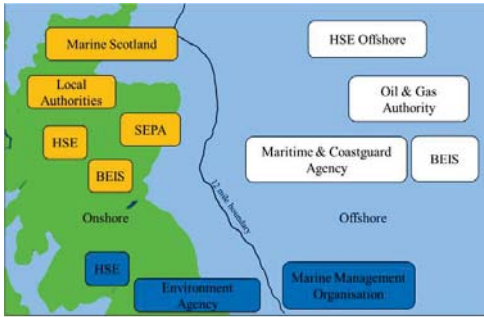 Marine Scotland
HSE Offshore
Local
Authorities
Oil & Gas
Authority
SEPA
HSE
Maritime & Coastguard
Agency
BEIS
BEIS
12 mile boundary
Onshore
Offshore
HSE
Environment
Agency
Marine Management
Organisation